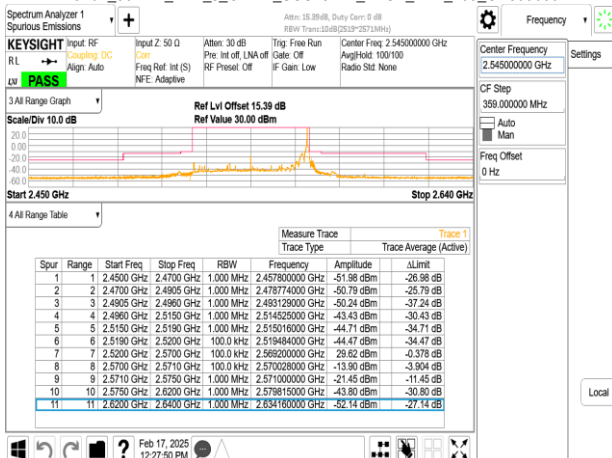 Spectrum Analyzer 1
Spurious Emissions
Attn: 15.39dB, Duty Corr: 0 dB
RBW Trans:10dB(2519~2571MHz)
Frequency
KEYSIGHT
Input: RF
Input Z: 50 Ω
Atten: 30 dB
Trig: Free Run
Center Freq: 2.545000000 GHz
RL
Coupling: DC
Corr
Pre: Int off, LNA off
Gate: Off
Avg|Hold: 100/100
Align: Auto
Freq Ref: Int (S)
RF Preset: Off
IF Gain: Low
Radio Std: None
PASS
NFE: Adaptive
Center Frequency
2.545000000 GHz
Settings
CF Step
359.000000 MHz
Auto
Man
Freq Offset
0 Hz
Local
3 All Range Graph
Ref Lvl Offset 15.39 dB
Scale/Div 10.0 dB
Ref Value 30.00 dBm
20.0
0.00
-20.0
-40.0
-60.0
Start 2.450 GHz
Stop 2.640 GHz
4 All Range Table
Measure Trace
Trace 1
Trace Type
Trace Average (Active)
Spur Range Start Freq Stop Freq RBW Frequency Amplitude ΔLimit
1 1 2.4500 GHz 2.4700 GHz 1.000 MHz 2.457800000 GHz -51.98 dBm -26.98 dB
2 2 2.4700 GHz 2.4905 GHz 1.000 MHz 2.478774000 GHz -50.79 dBm -25.79 dB
3 3 2.4905 GHz 2.4960 GHz 1.000 MHz 2.493129000 GHz -50.24 dBm -37.24 dB
4 4 2.4960 GHz 2.5150 GHz 1.000 MHz 2.514525000 GHz -43.43 dBm -30.43 dB
5 5 2.5150 GHz 2.5190 GHz 1.000 MHz 2.515016000 GHz -44.71 dBm -34.71 dB
6 6 2.5190 GHz 2.5200 GHz 100.0 kHz 2.519484000 GHz -44.47 dBm -34.47 dB
7 7 2.5200 GHz 2.5700 GHz 100.0 kHz 2.569200000 GHz 29.62 dBm -0.378 dB
8 8 2.5700 GHz 2.5710 GHz 100.0 kHz 2.570028000 GHz -13.90 dBm -3.904 dB
9 9 2.5710 GHz 2.5750 GHz 1.000 MHz 2.571000000 GHz -21.45 dBm -11.45 dB
10 10 2.5750 GHz 2.6200 GHz 1.000 MHz 2.579815000 GHz -43.80 dBm -30.80 dB
11 11 2.6200 GHz 2.6400 GHz 1.000 MHz 2.634160000 GHz -52.14 dBm -27.14 dB
Feb 17, 2025
12:27:50 PM